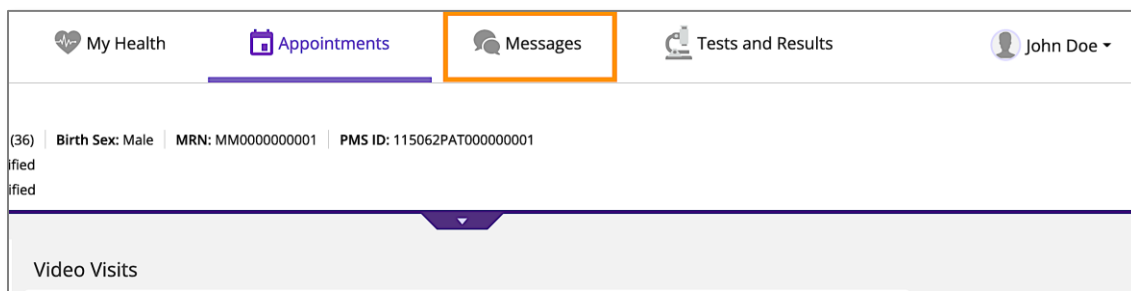 My Health Appointments Messages Tests and Results John Doe
(36) Birth Sex: Male MRN: MM0000000001 PMS ID: 115062PAT000000001
ified
ified
Video Visits